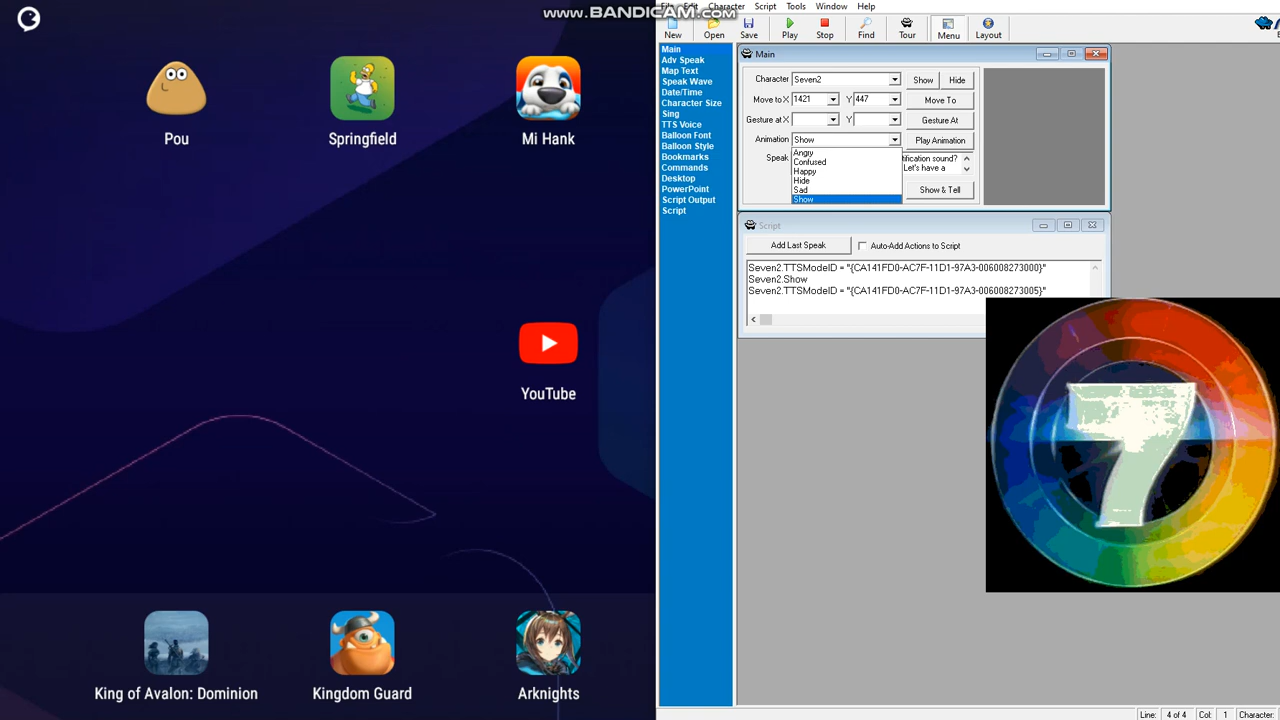 www.BANDICAM.com
Pou
Springfield
Mi Hank
YouTube
King of Avalon: Dominion
Kingdom Guard
Arknights
Character Script Tools Window Help
New Open Save Play Stop Find Tour Menu Layout
Main
Adv Speak
Map Text
Speak Wave
Date/Time
Character Size
Sing
TTS Voice
Balloon Font
Balloon Style
Bookmarks
Commands
Desktop
PowerPoint
Script Output
Script
Main
Character Seven2 Show Hide
Move to X 1421 Y 447 Move To
Gesture at X Y Gesture At
Animation Show Play Animation
Angry
Confused
Happy
Hide
Sad
Show
Speak
tification sound?
Let's have a
Show & Tell
Script
Add Last Speak Auto-Add Actions to Script
Seven2.TTSModeID = "{CA141FD0-AC7F-11D1-97A3-006008273000}"
Seven2.Show
Seven2.TTSModeID = "{CA141FD0-AC7F-11D1-97A3-006008273005}"
7
Line: 4 of 4 Col: 1 Character: